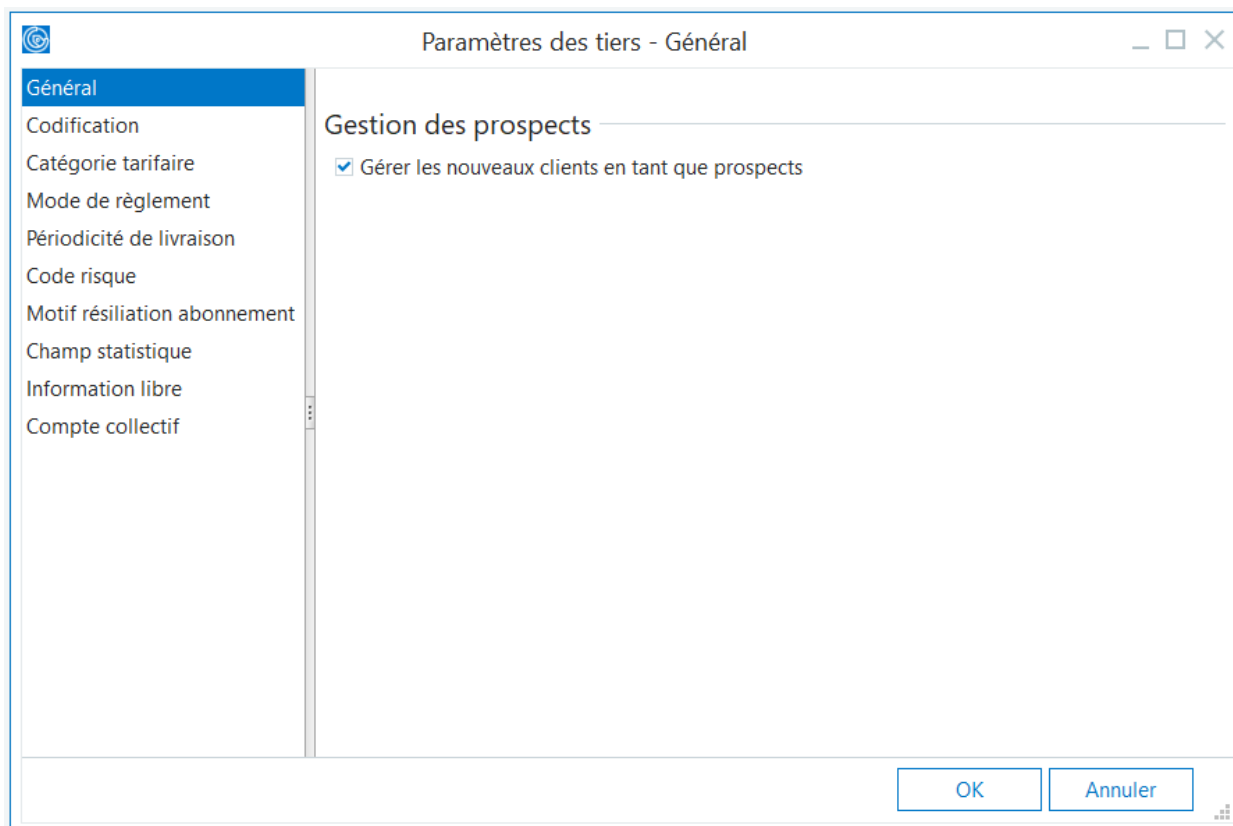 Paramètres des tiers - Général
Général
Codification
Catégorie tarifaire
Mode de règlement
Périodicité de livraison
Code risque
Motif résiliation abonnement
Champ statistique
Information libre
Compte collectif
Gestion des prospects
Gérer les nouveaux clients en tant que prospects
OK
Annuler